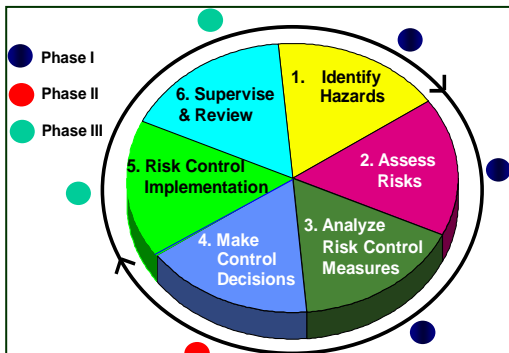 Phase I
Phase II
Phase III
1. Identify
Hazards
2. Assess
Risks
3. Analyze
Risk Control
Measures
4. Make
Control
Decisions
5. Risk Control
Implementation
6. Supervise
& Review